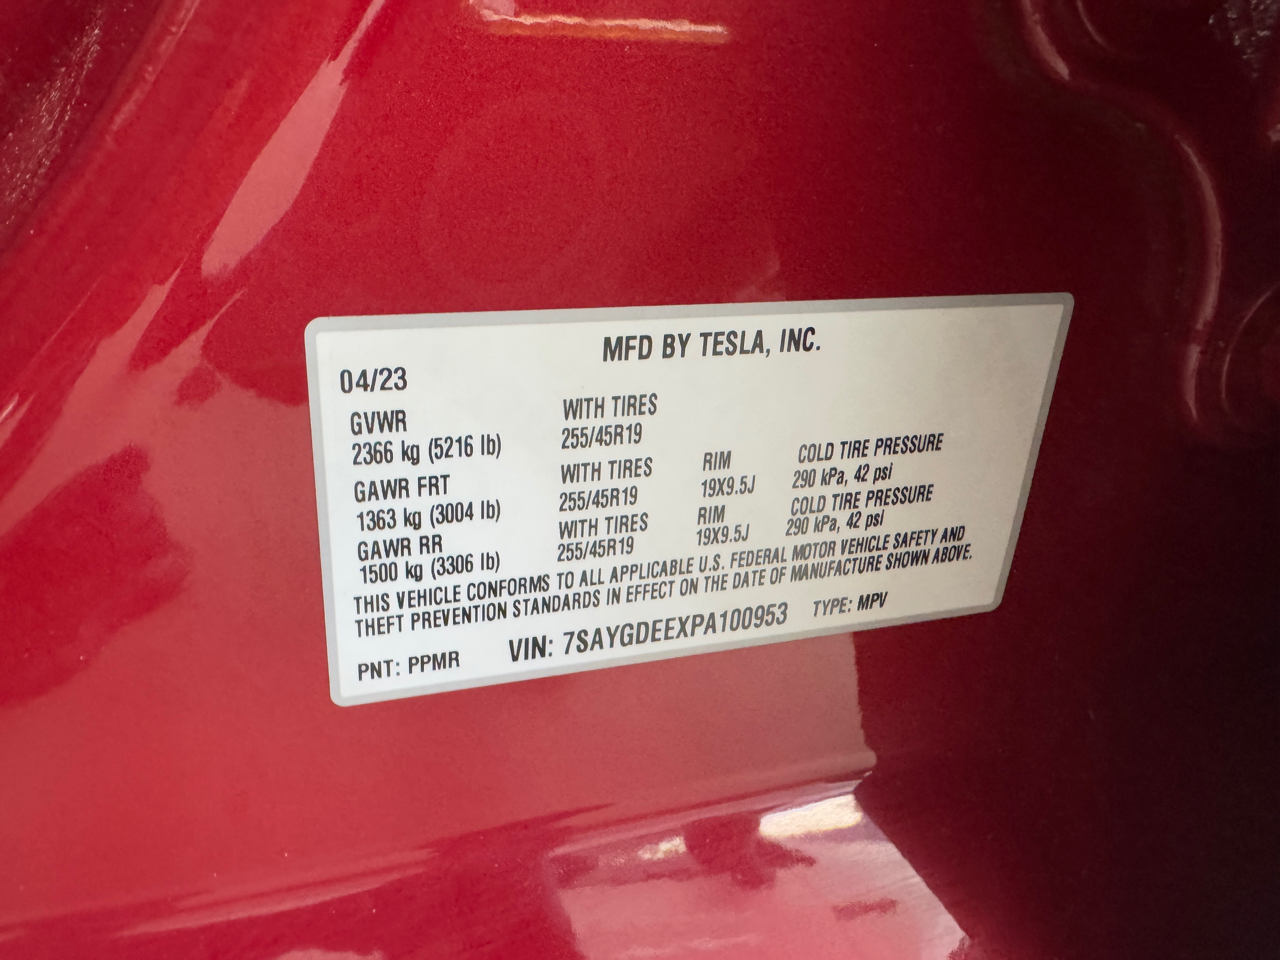 MFD BY TESLA, INC.
04/23
GVWR WITH TIRES
2366 kg (5216 lb) 255/45R19
GAWR FRT WITH TIRES RIM COLD TIRE PRESSURE
1363 kg (3004 lb) 255/45R19 19X9.5J 290 kPa, 42 psi
GAWR RR WITH TIRES RIM COLD TIRE PRESSURE
1500 kg (3306 lb) 255/45R19 19X9.5J 290 kPa, 42 psi
THIS VEHICLE CONFORMS TO ALL APPLICABLE U.S. FEDERAL MOTOR VEHICLE SAFETY AND
THEFT PREVENTION STANDARDS IN EFFECT ON THE DATE OF MANUFACTURE SHOWN ABOVE.
PNT: PPMR VIN: 7SAYGDEEXPA100953 TYPE: MPV